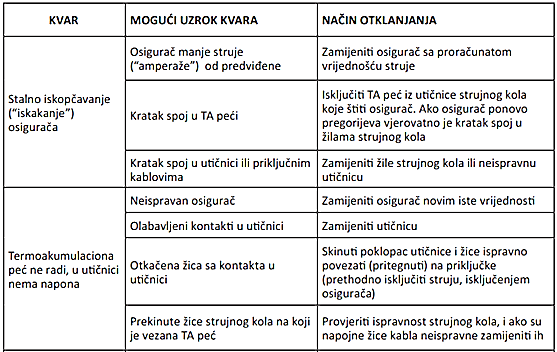 KVAR
MOGUĆI UZROK KVARA
NAČIN OTKLANJANJA
Stalno iskopčavanje
(“iskakanje”)
osigurača
Osigurač manje struje
(“amperaže”) od predviđene
Zamijeniti osigurač sa proračunatom
vrijednošću struje
Kratak spoj u TA peći
Isključiti TA peć iz utičnice strujnog kola
koje štiti osigurač. Ako osigurač ponovo
pregorijeva vjerovatno je kratak spoj u
žilama strujnog kola
Kratak spoj u utičnici ili priključnim
kablovima
Zamijeniti žile strujnog kola ili neispravnu
utičnicu
Termoakumulaciona
peć ne radi, u utičnici
nema napona
Neispravan osigurač
Zamijeniti osigurač novim iste vrijednosti
Olabavljeni kontakti u utičnici
Zamijeniti utičnicu
Otkačena žica sa kontakta u
utičnici
Skinuti poklopac utičnice i žice ispravno
povezati (pritegnuti) na priključke
(prethodno isključiti struju, isključenjem
osigurača)
Prekinute žice strujnog kola na koji
je vezana TA peć
Provjeriti ispravnost strujnog kola, i ako su
napojne žice kabla neispravne zamijeniti ih